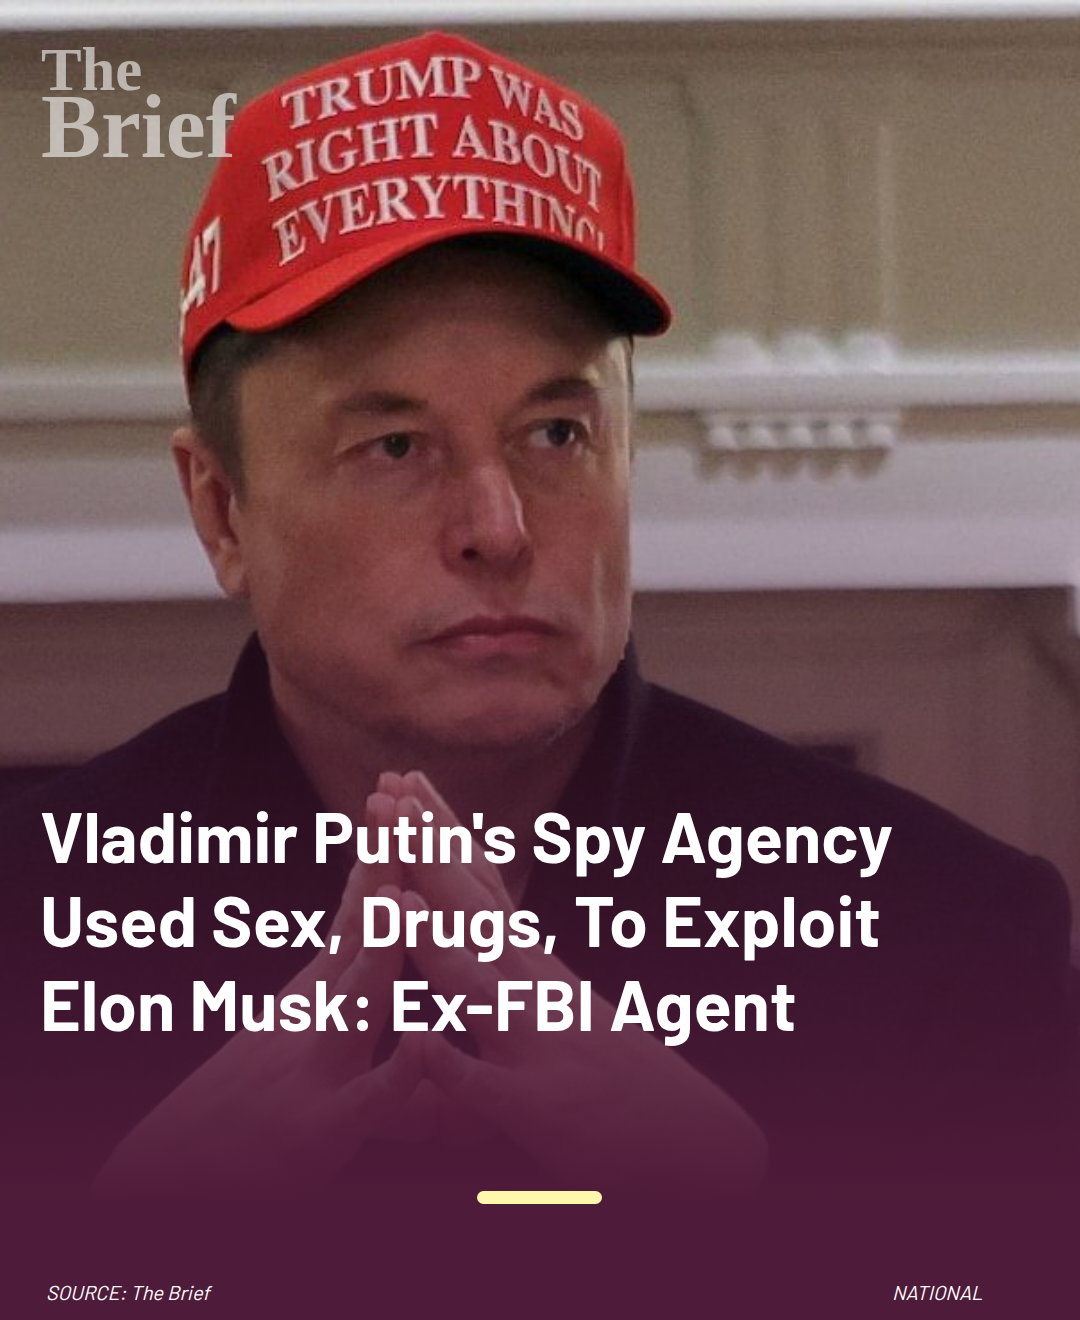 The
Brief
TRUMP WAS
RIGHT ABOUT
EVERYTHING!
47
Vladimir Putin's Spy Agency
Used Sex, Drugs, To Exploit
Elon Musk: Ex-FBI Agent
SOURCE: The Brief
NATIONAL